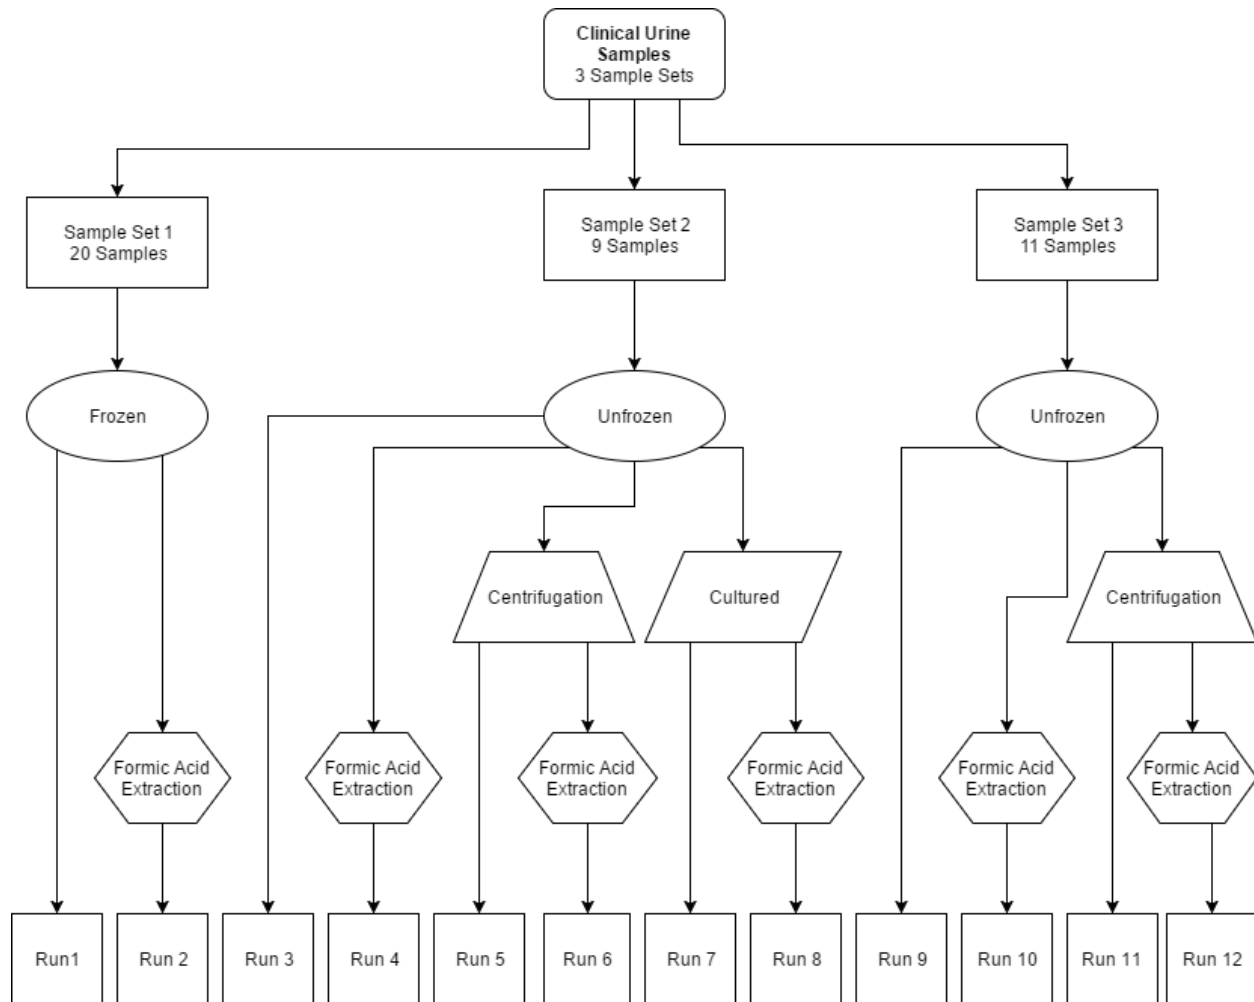 Clinical Urine
Samples
3 Sample Sets
Sample Set 1
20 Samples
Sample Set 2
9 Samples
Sample Set 3
11 Samples
Frozen
Unfrozen
Unfrozen
Centrifugation
Cultured
Centrifugation
Formic Acid
Extraction
Formic Acid
Extraction
Formic Acid
Extraction
Formic Acid
Extraction
Formic Acid
Extraction
Formic Acid
Extraction
Run1
Run 2
Run 3
Run 4
Run 5
Run 6
Run 7
Run 8
Run 9
Run 10
Run 11
Run 12